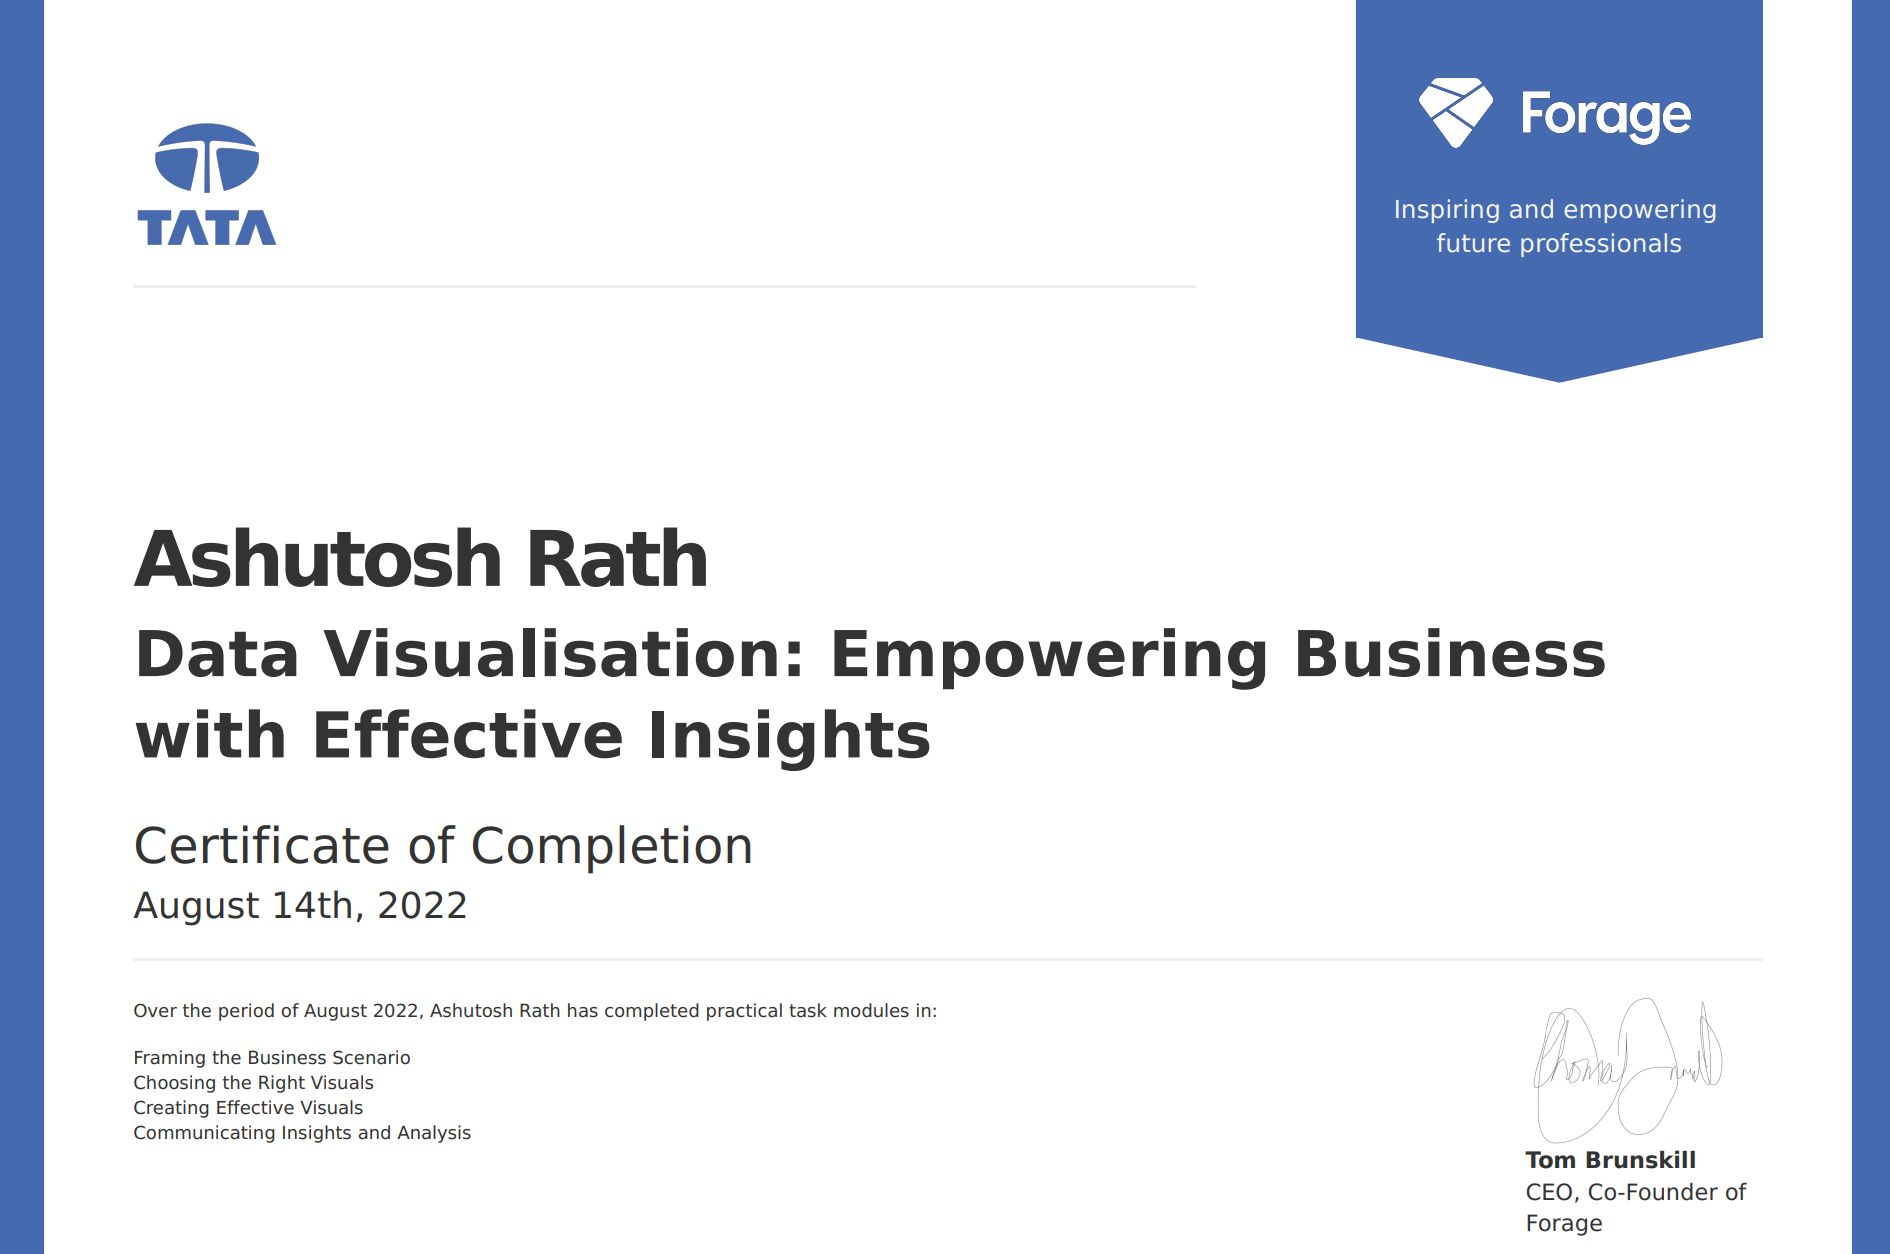 TATA
Forage
Inspiring and empowering
future professionals
Ashutosh Rath
Data Visualisation: Empowering Business
with Effective Insights
Certificate of Completion
August 14th, 2022
Over the period of August 2022, Ashutosh Rath has completed practical task modules in:
Framing the Business Scenario
Choosing the Right Visuals
Creating Effective Visuals
Communicating Insights and Analysis
Tom Brunskill
CEO, Co-Founder of
Forage